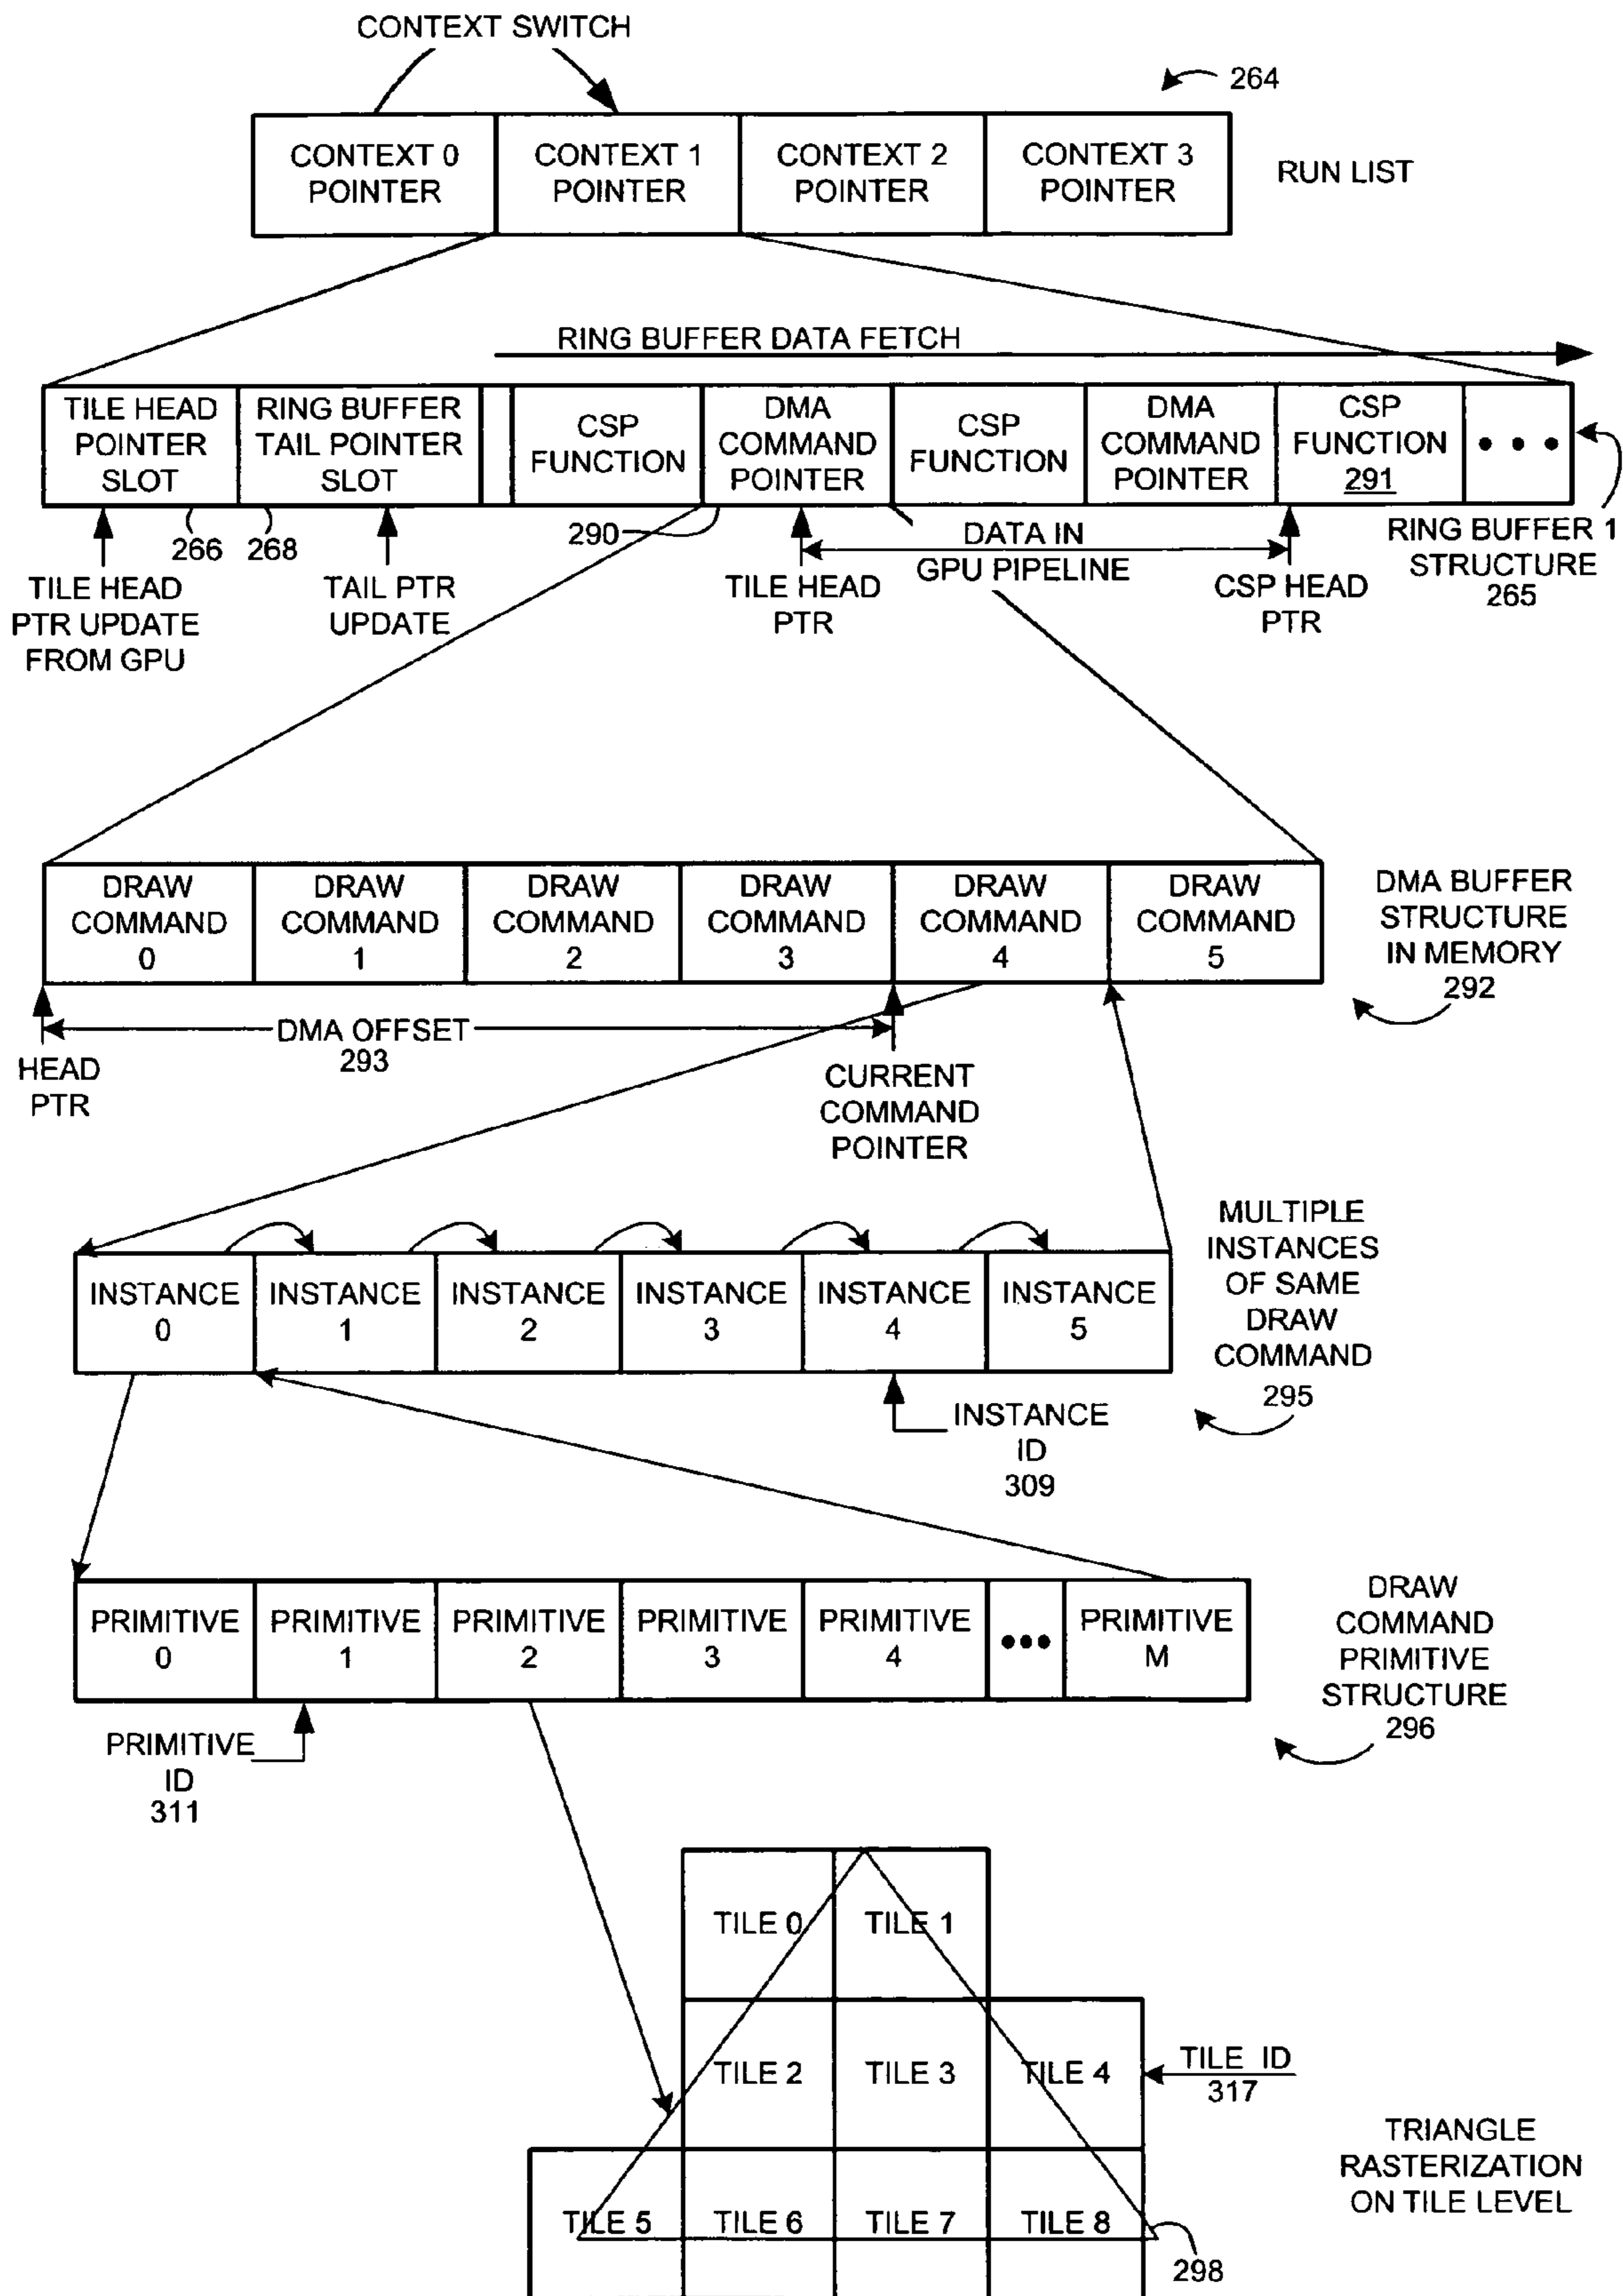 CONTEXT SWITCH
264
CONTEXT 0
POINTER
CONTEXT 1
POINTER
CONTEXT 2
POINTER
CONTEXT 3
POINTER
RUN LIST
RING BUFFER DATA FETCH
TILE HEAD
POINTER
SLOT
RING BUFFER
TAIL POINTER
SLOT
CSP
FUNCTION
DMA
COMMAND
POINTER
CSP
FUNCTION
DMA
COMMAND
POINTER
CSP
FUNCTION
291
• • •
266
268
290
DATA IN
GPU PIPELINE
RING BUFFER 1
STRUCTURE
265
TILE HEAD
PTR UPDATE
FROM GPU
TAIL PTR
UPDATE
TILE HEAD
PTR
CSP HEAD
PTR
DRAW
COMMAND
0
DRAW
COMMAND
1
DRAW
COMMAND
2
DRAW
COMMAND
3
DRAW
COMMAND
4
DRAW
COMMAND
5
DMA BUFFER
STRUCTURE
IN MEMORY
292
DMA OFFSET
293
HEAD
PTR
CURRENT
COMMAND
POINTER
INSTANCE
0
INSTANCE
1
INSTANCE
2
INSTANCE
3
INSTANCE
4
INSTANCE
5
MULTIPLE
INSTANCES
OF SAME
DRAW
COMMAND
295
INSTANCE
ID
309
PRIMITIVE
0
PRIMITIVE
1
PRIMITIVE
2
PRIMITIVE
3
PRIMITIVE
4
•••
PRIMITIVE
M
DRAW
COMMAND
PRIMITIVE
STRUCTURE
296
PRIMITIVE
ID
311
TILE 0
TILE 1
TILE 2
TILE 3
TILE 4
TILE ID
317
TILE 5
TILE 6
TILE 7
TILE 8
298
TRIANGLE
RASTERIZATION
ON TILE LEVEL